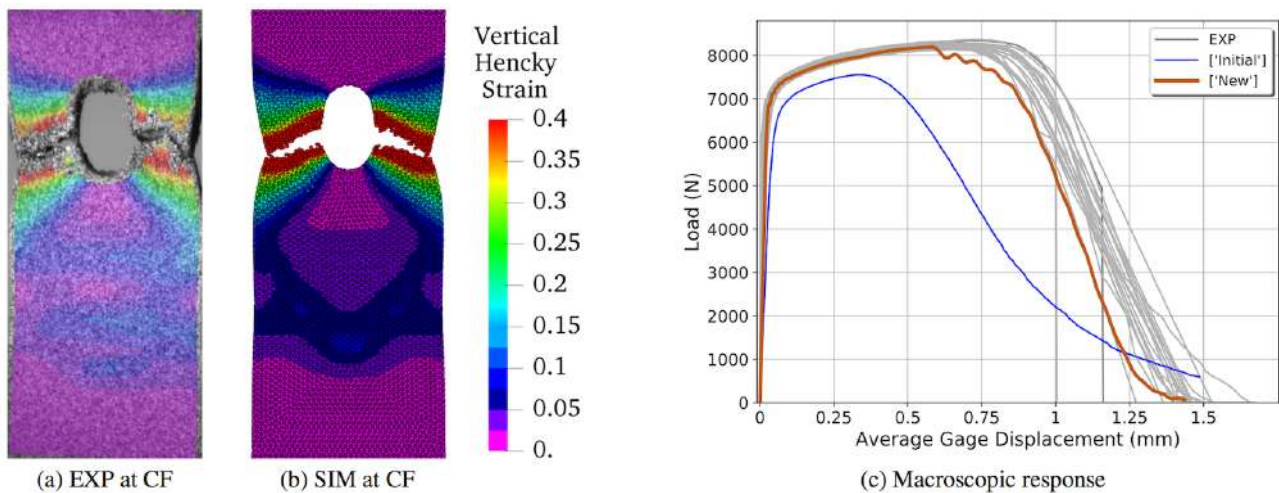 Vertical
Hencky
Strain
0.4
0.35
0.3
0.25
0.2
0.15
0.1
0.05
0.
(a) EXP at CF
(b) SIM at CF
8000
7000
6000
5000
4000
3000
2000
1000
0
Load (N)
EXP
['Initial']
['New']
0 0.25 0.5 0.75 1 1.25 1.5
Average Gage Displacement (mm)
(c) Macroscopic response